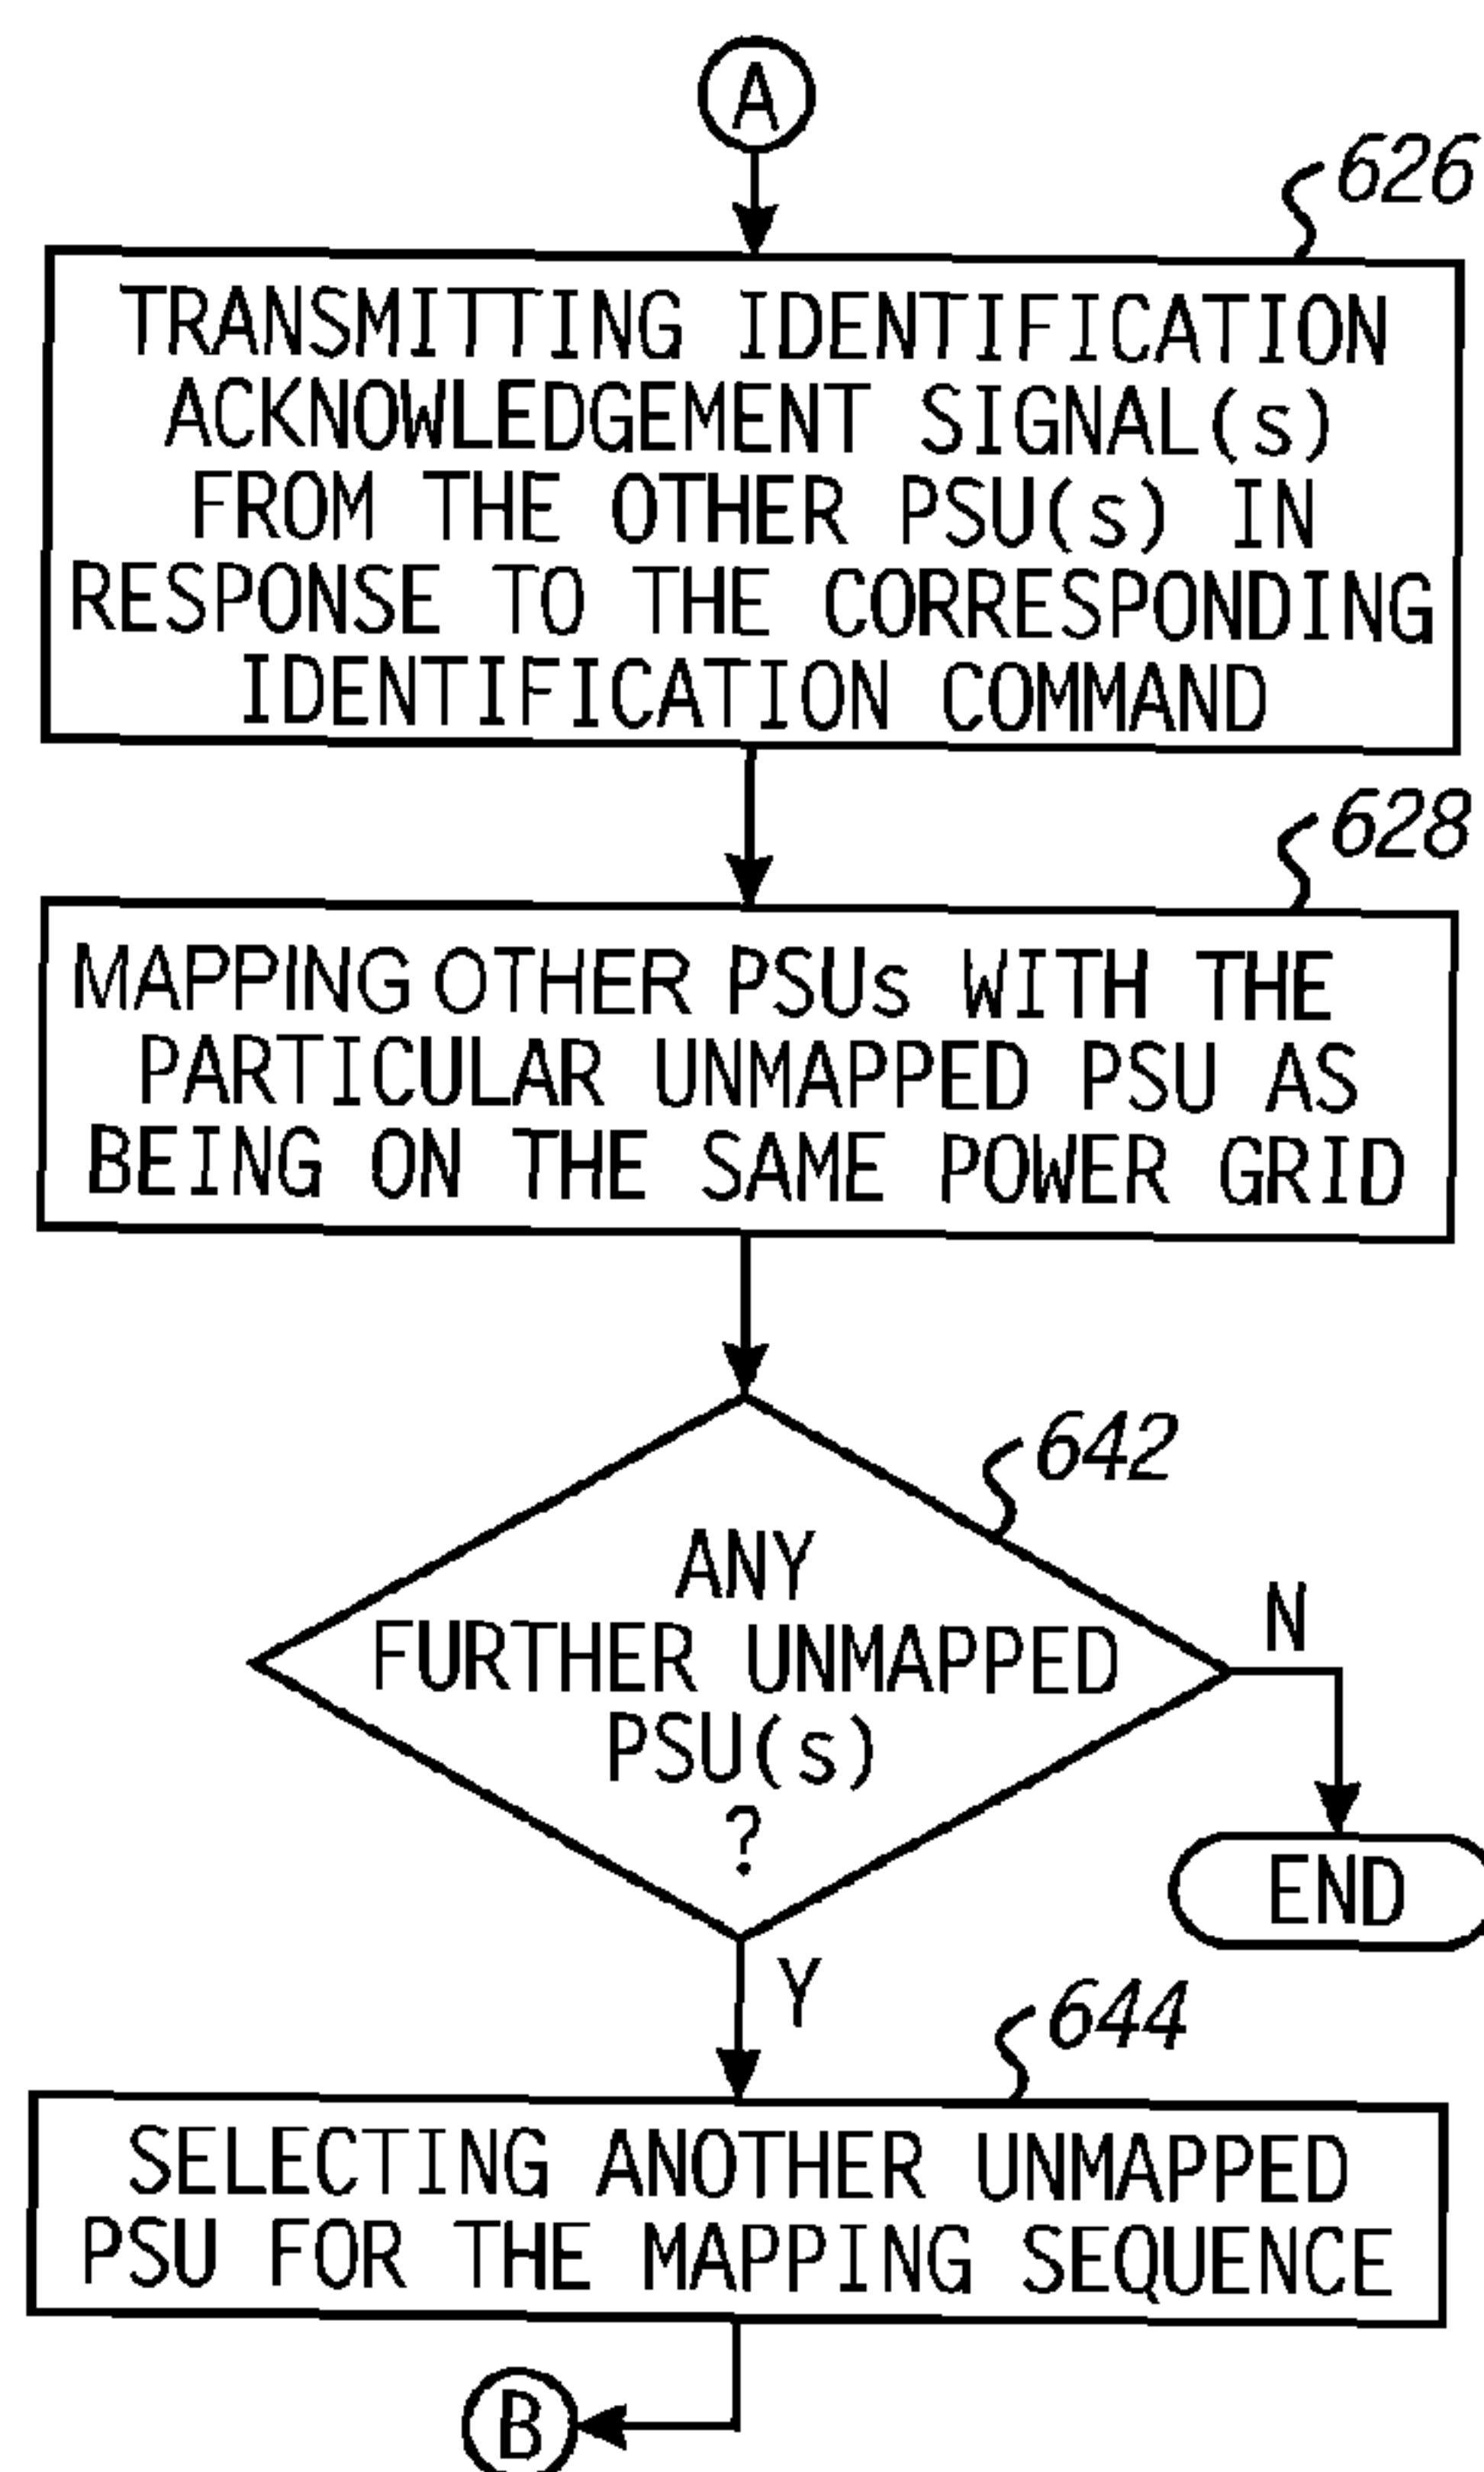 A
626
TRANSMITTING IDENTIFICATION
ACKNOWLEDGEMENT SIGNAL(s)
FROM THE OTHER PSU(s) IN
RESPONSE TO THE CORRESPONDING
IDENTIFICATION COMMAND
628
MAPPING OTHER PSUs WITH THE
PARTICULAR UNMAPPED PSU AS
BEING ON THE SAME POWER GRID
642
ANY
FURTHER UNMAPPED
PSU(s)
?
N
END
Y
644
SELECTING ANOTHER UNMAPPED
PSU FOR THE MAPPING SEQUENCE
B